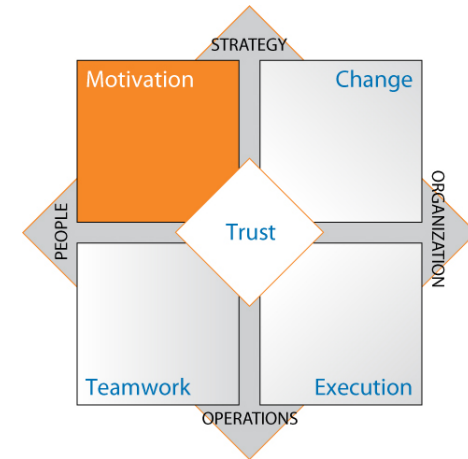 STRATEGY
Motivation
Change
PEOPLE
Trust
ORGANIZATION
Teamwork
Execution
OPERATIONS